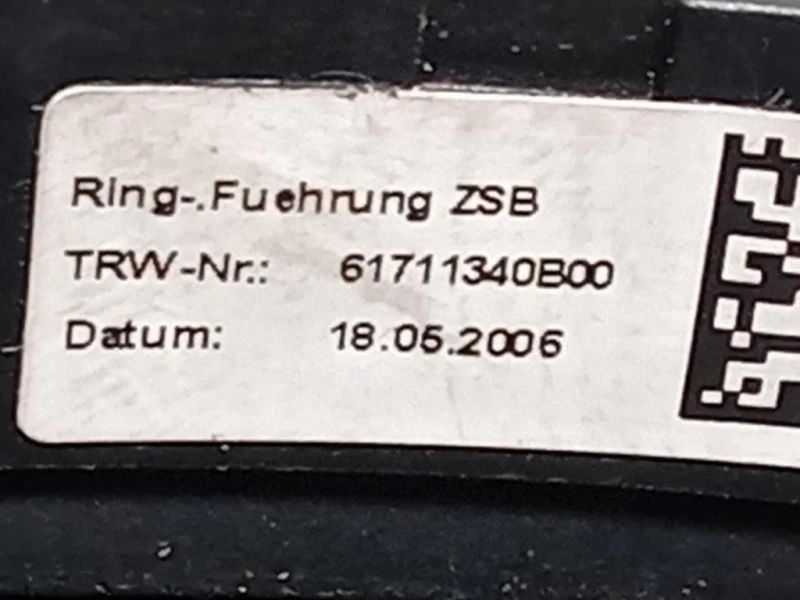 Ring-.Fuehrung ZSB
TRW-Nr.: 61711340B00
Datum: 18.05.2006